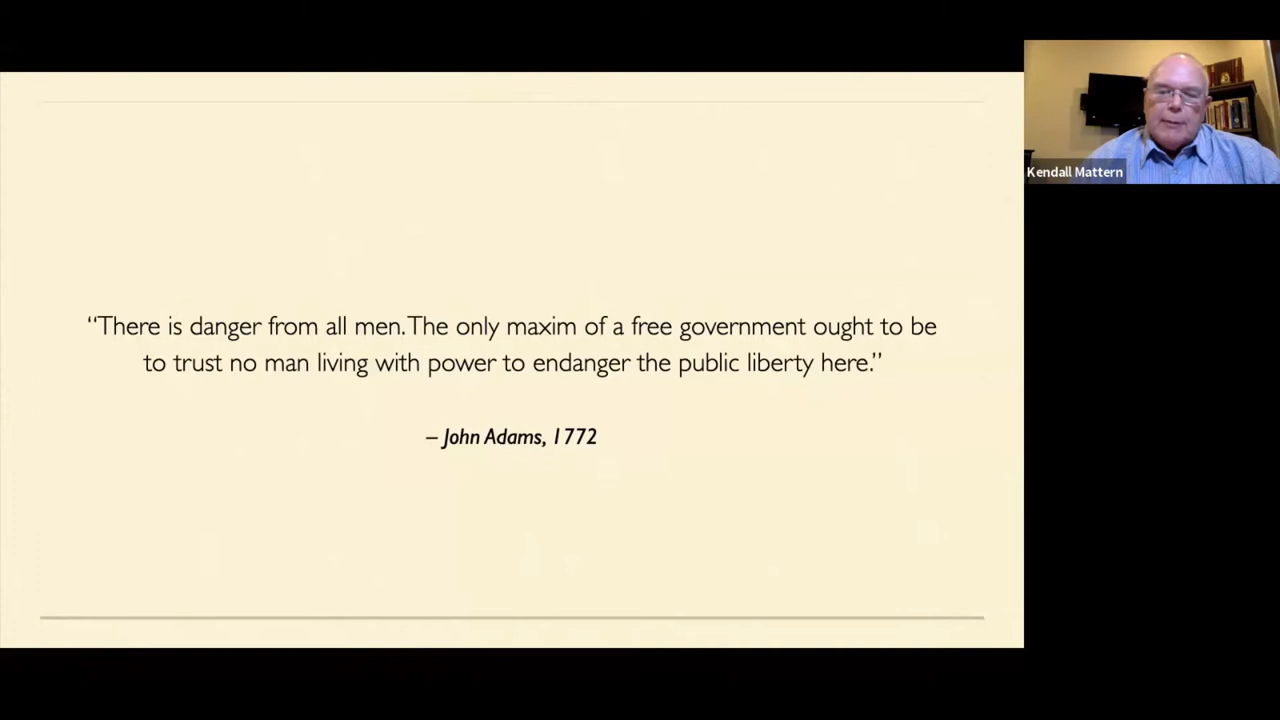 “There is danger from all men. The only maxim of a free government ought to be
to trust no man living with power to endanger the public liberty here.”
– John Adams, 1772
Kendall Mattern